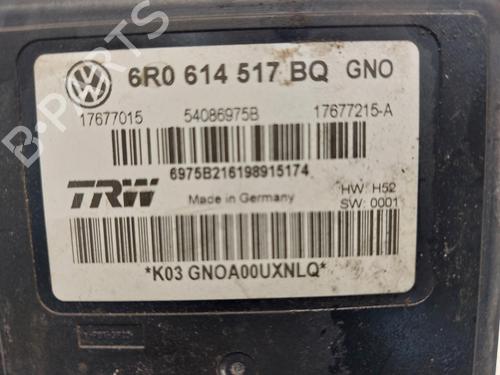 6R0 614 517 BQ GNO
17677015 54086975B 17677215-A
6975B216198915174
TRW Made in Germany HW: H52
SW: 0001
*K03 GNOA00UXNLQ*